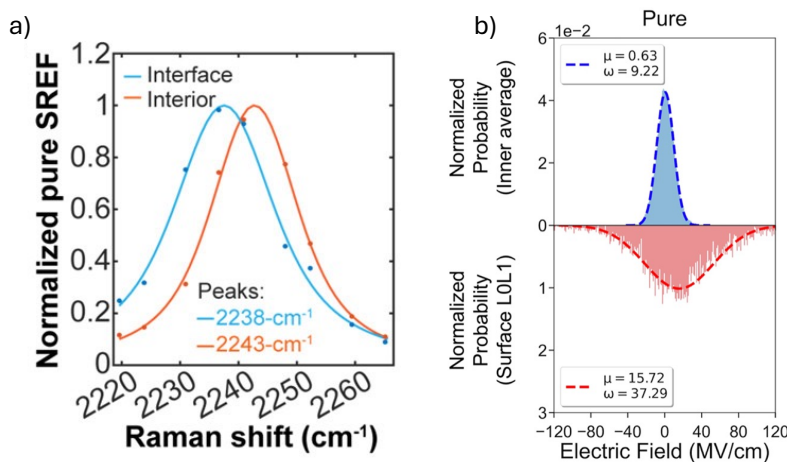 a)
Normalized pure SREF
1.2
1
0.8
0.6
0.4
0.2
0
Interface
Interior
Peaks:
2238-cm⁻¹
2243-cm⁻¹
2220
2230
2240
2250
2260
Raman shift (cm⁻¹)
b)
Pure
1e−2
Normalized
Probability
(Inner average)
Normalized
Probability
(Surface L0L1)
6
4
2
0
1
2
3
μ = 0.63
ω = 9.22
μ = 15.72
ω = 37.29
−120
−80
−40
0
40
80
120
Electric Field (MV/cm)